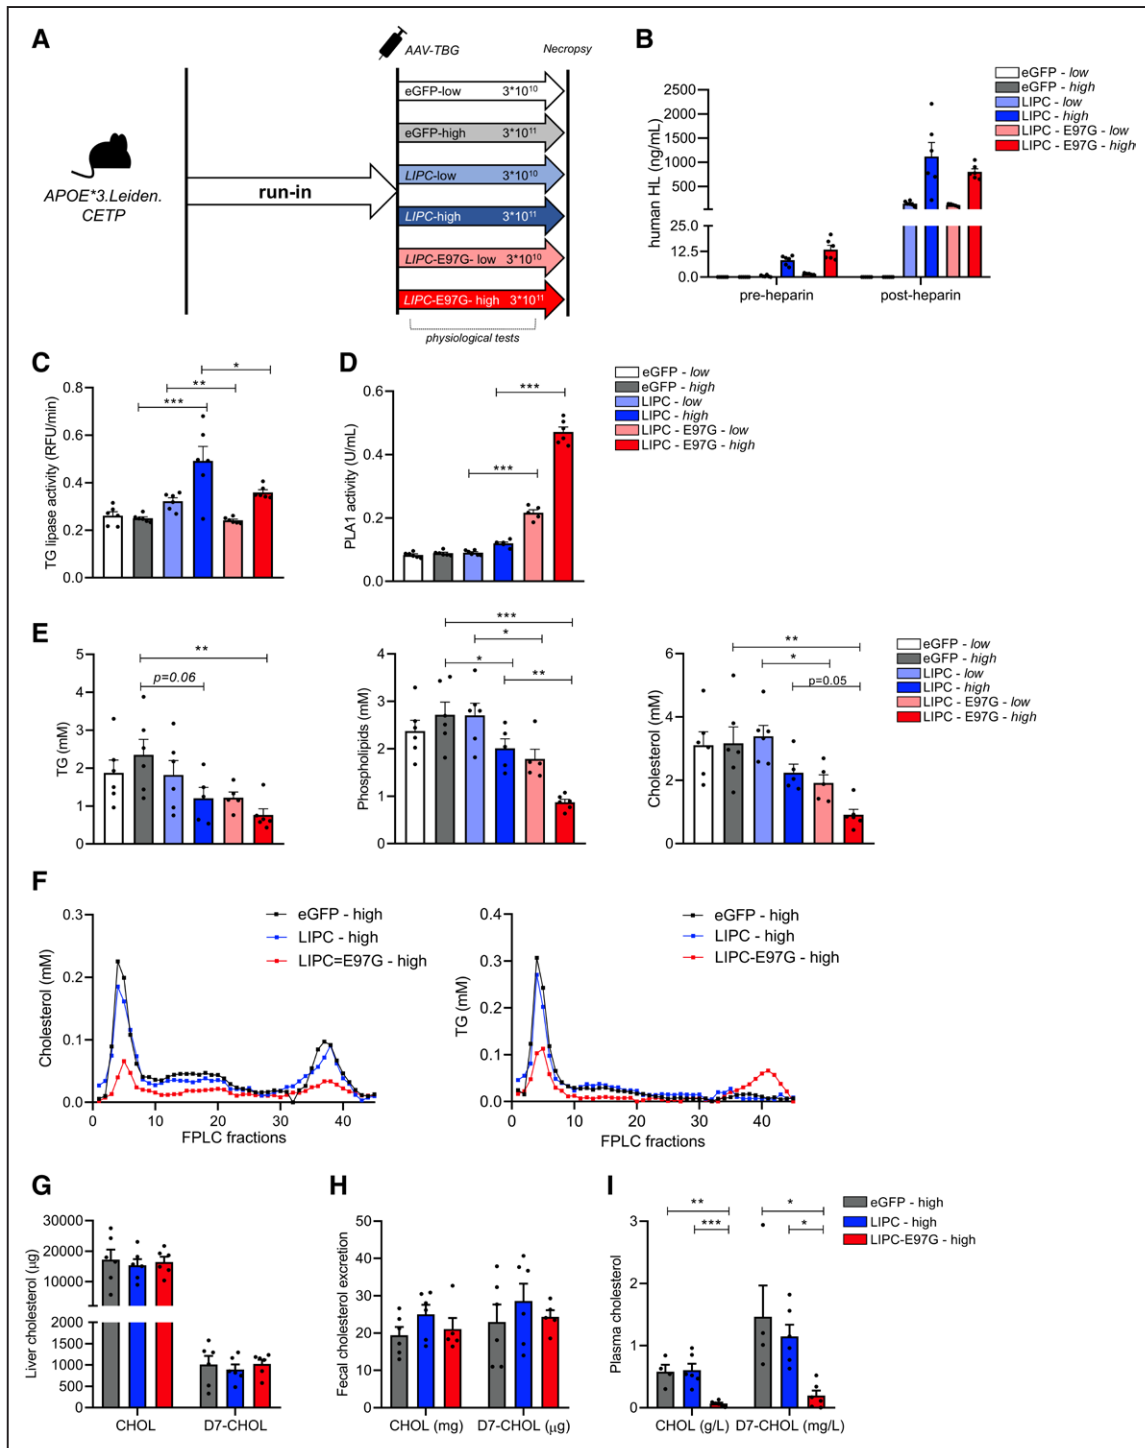 A
AAV-TBG
Necropsy
eGFP-low 3*10^10
eGFP-high 3*10^11
LIPC-low 3*10^10
LIPC-high 3*10^11
LIPC-E97G- low 3*10^10
LIPC-E97G- high 3*10^11
run-in
APOE*3.Leiden.
CETP
physiological tests
B
eGFP - low
eGFP - high
LIPC - low
LIPC - high
LIPC - E97G - low
LIPC - E97G - high
human HL (ng/mL)
2500
2000
1500
1000
500
25.0
12.5
0.0
pre-heparin
post-heparin
C
TG lipase activity (RFU/min)
0.8
0.6
0.4
0.2
0.0
*
**
***
D
PLA1 activity (U/mL)
0.6
0.4
0.2
0.0
***
***
eGFP - low
eGFP - high
LIPC - low
LIPC - high
LIPC - E97G - low
LIPC - E97G - high
E
TG (mM)
5
4
3
2
1
0
**
p=0.06
Phospholipids (mM)
4
3
2
1
0
***
*
*
**
Cholesterol (mM)
6
4
2
0
**
*
p=0.05
eGFP - low
eGFP - high
LIPC - low
LIPC - high
LIPC - E97G - low
LIPC - E97G - high
F
Cholesterol (mM)
0.3
0.2
0.1
0.0
0
10
20
30
40
FPLC fractions
eGFP - high
LIPC - high
LIPC=E97G - high
TG (mM)
0.4
0.3
0.2
0.1
0.0
0
10
20
30
40
FPLC fractions
eGFP - high
LIPC - high
LIPC-E97G - high
G
Liver cholesterol (µg)
30000
20000
10000
2000
1500
1000
500
0
CHOL
D7-CHOL
H
Fecal cholesterol excretion
50
40
30
20
10
0
CHOL (mg)
D7-CHOL (µg)
I
Plasma cholesterol
3
2
1
0
**
***
*
*
CHOL (g/L)
D7-CHOL (mg/L)
eGFP - high
LIPC - high
LIPC-E97G - high